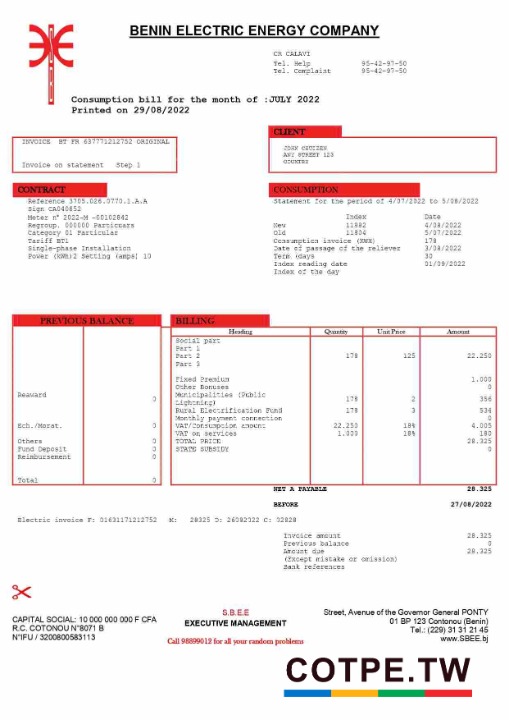 BENIN ELECTRIC ENERGY COMPANY
CR CALAVI
Tel. Help 95-42-97-50
Tel. Complaint 95-42-97-50
Consumption bill for the month of :JULY 2022
Printed on 29/08/2022
INVOICE BT FR 637771212752 ORIGINAL
Invoice on statement Step 1
CLIENT
JOHN CITIZEN
ANY STREET 123
COUNTRY
CONTRACT
Reference 3705.026.0770.1.A.A
Sign CA040852
Meter n° 2022-M -00102842
Regroup. 000000 Particnars
Category 01 Particular
Tariff BT1
Single-phase Installation
Power (kWh):2 Setting (amps) 10
CONSUMPTION
Statement for the period of 4/07/2022 to 5/08/2022
Index Date
New 11982 4/08/2022
Old 11804 5/07/2022
Consumption invoice (KWH) 178
Date of passage of the reliever 3/08/2022
Term (days 30
Index reading date 01/09/2022
Index of the day
PREVIOUS BALANCE
BILLING
Heading Quantity Unit Price Amount
Social part
Part 1
Part 2 178 125 22.250
Part 3
Fixed Premium 1.000
Other Bonuses 0
Reaward 0
Municipalities (Public Lightning) 178 2 356
Rural Electrification Fund 178 3 534
Monthly payment connection 0
Ech./Morat. 0
VAT/Consumption amount 22.250 18% 4.005
VAT on services 1.000 18% 180
Others 0
TOTAL PRICE 28.325
Fund Deposit 0
STATE SUBSIDY 0
Reimbursement 0
Total 0
NET A PAYABLE 28.325
BEFORE 27/08/2022
Electric invoice F: 01631171212752 M: 28325 D: 26082022 C: 32828
Invoice amount 28.325
Previous balance 0
Amount due 28.325
(Except mistake or omission)
Bank references
CAPITAL SOCIAL: 10 000 000 000 F CFA
R.C. COTONOU N°8071 B
N°IFU / 3200800583113
S.B.E.E
EXECUTIVE MANAGEMENT
Call 98899012 for all your random problems
Street, Avenue of the Governor General PONTY
01 BP 123 Contonou (Benin)
Tel.: (229) 31 31 21 45
www.SBEE.bj
COTPE.TW